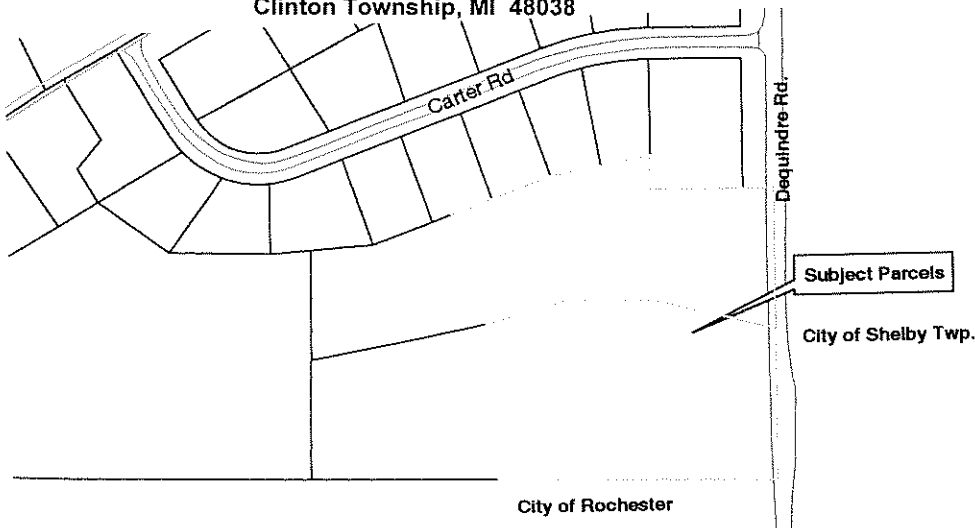 Clinton Township, MI 48038
Carter Rd
Dequindre Rd.
Subject Parcels
City of Shelby Twp.
City of Rochester